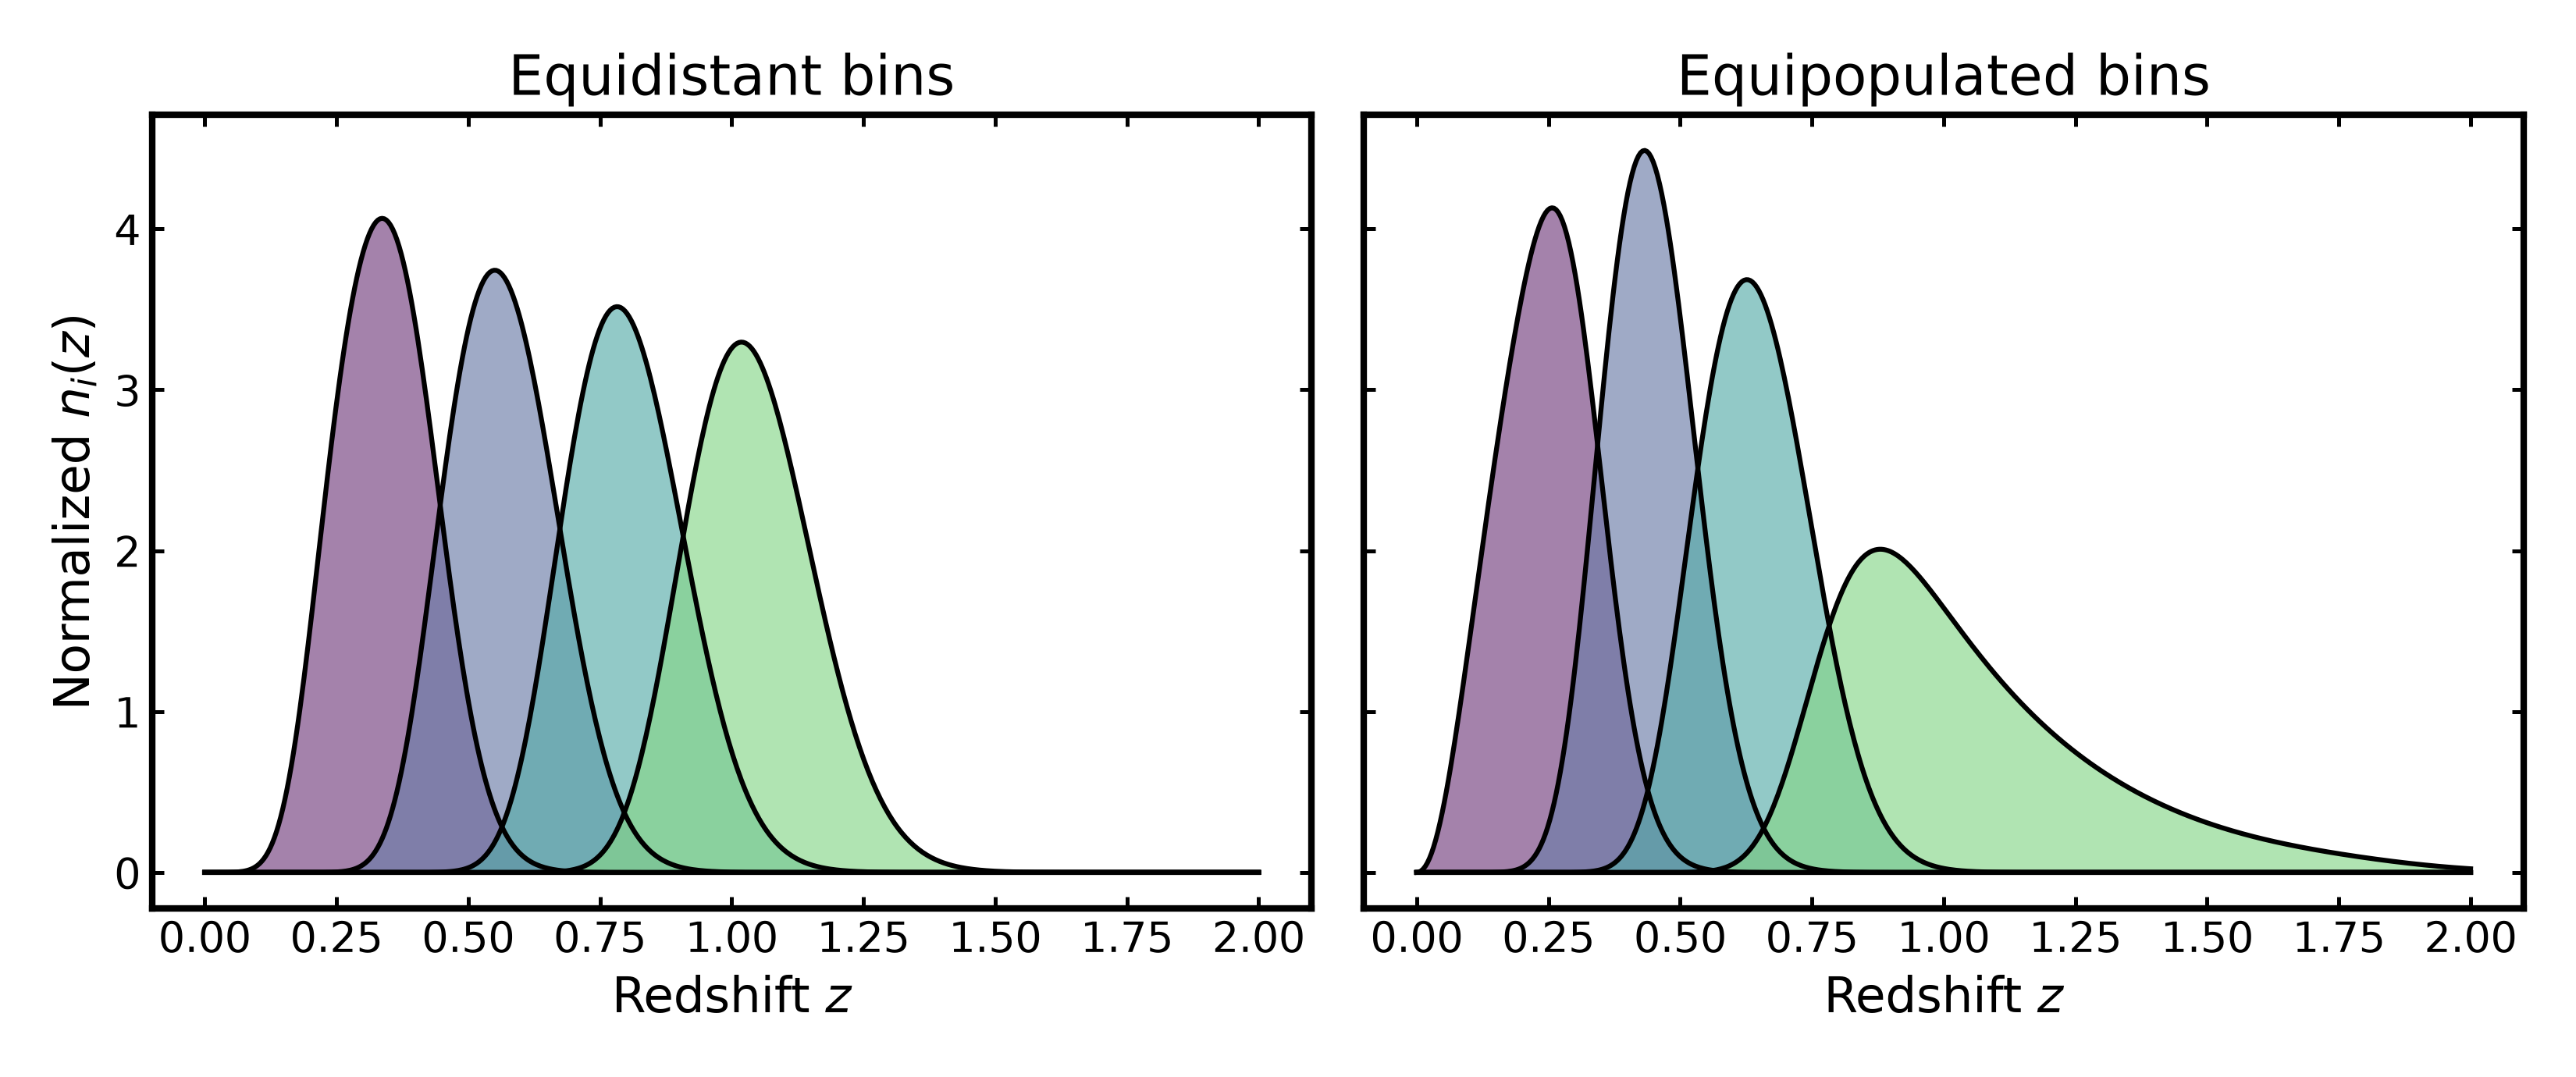 Equidistant bins
Equipopulated bins
Normalized n_i(z)
4
3
2
1
0
0.00 0.25 0.50 0.75 1.00 1.25 1.50 1.75 2.00
0.00 0.25 0.50 0.75 1.00 1.25 1.50 1.75 2.00
Redshift z
Redshift z